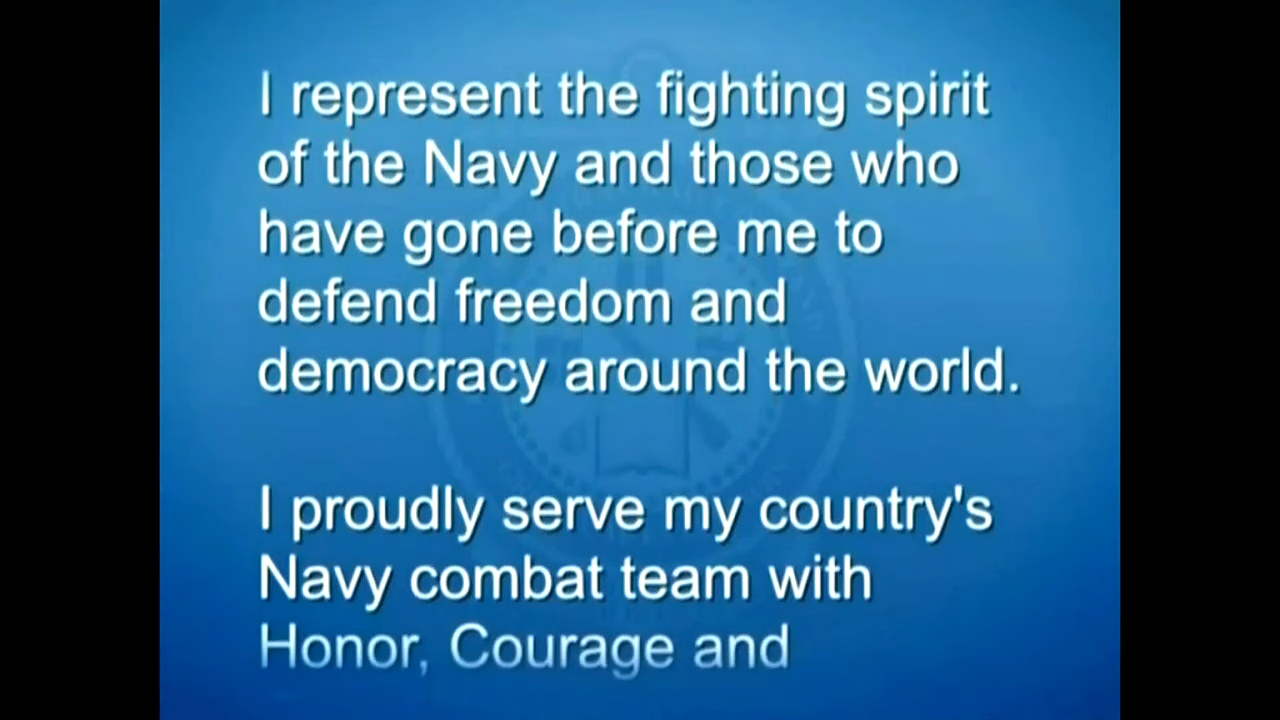 I represent the fighting spirit
of the Navy and those who
have gone before me to
defend freedom and
democracy around the world.
I proudly serve my country's
Navy combat team with
Honor, Courage and